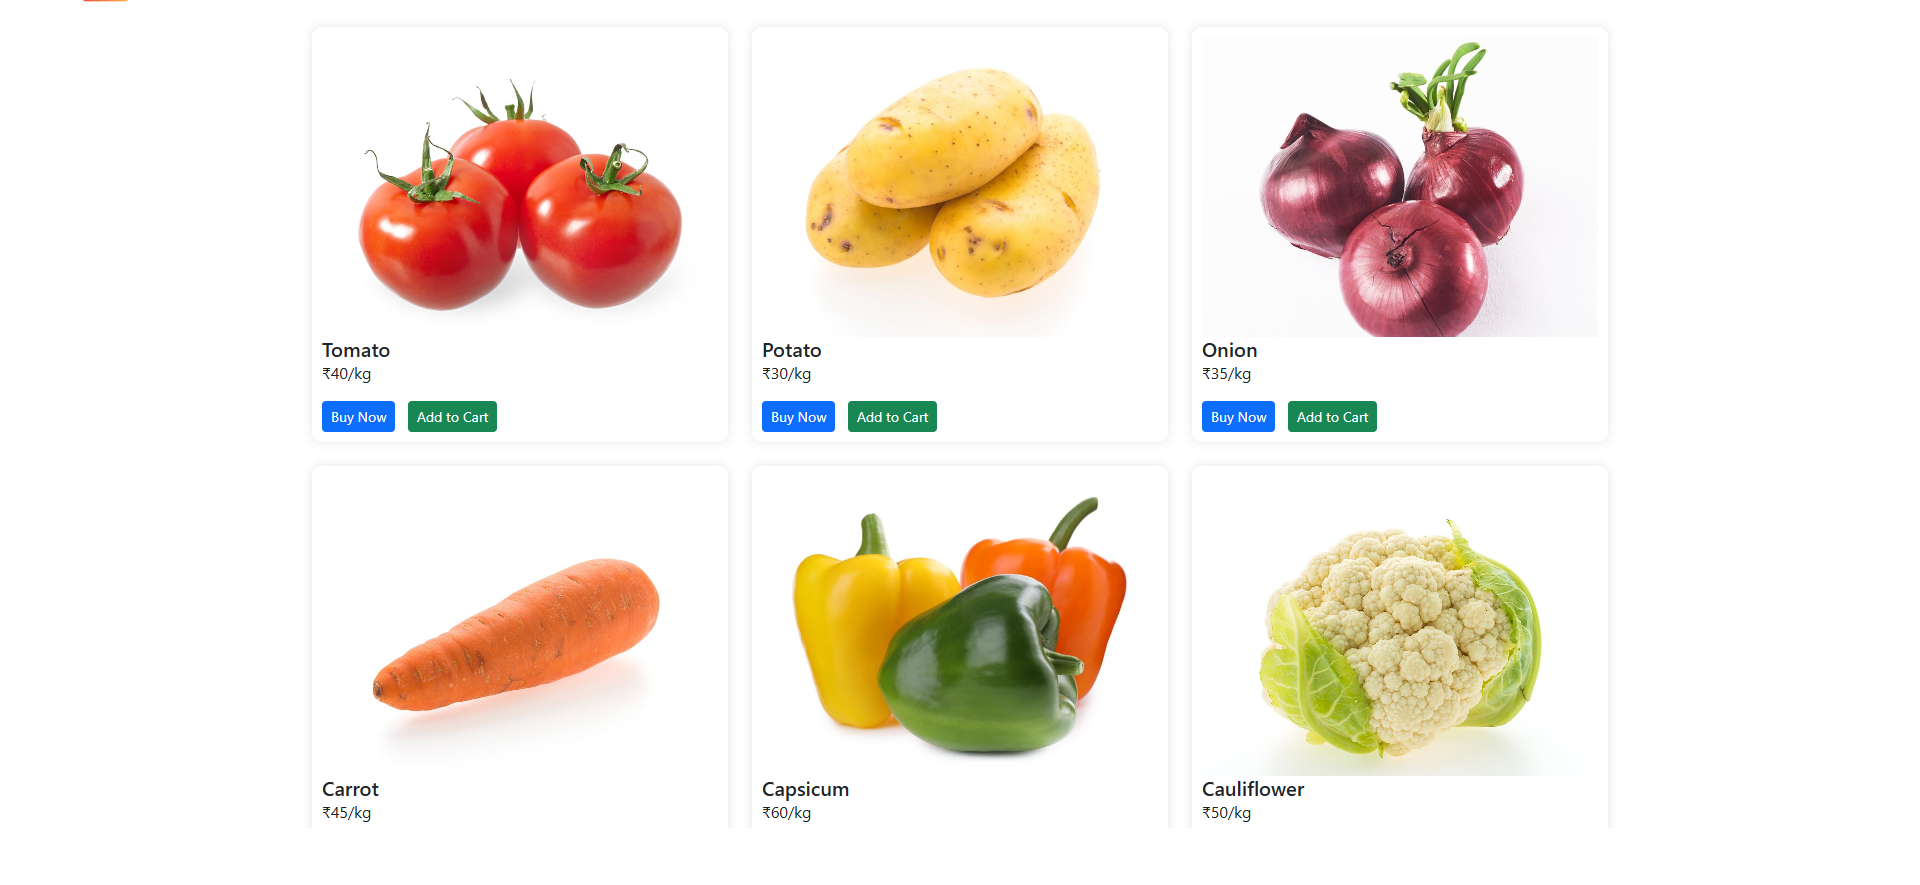 Tomato
₹40/kg
Buy Now Add to Cart
Potato
₹30/kg
Buy Now Add to Cart
Onion
₹35/kg
Buy Now Add to Cart
Carrot
₹45/kg
Capsicum
₹60/kg
Cauliflower
₹50/kg